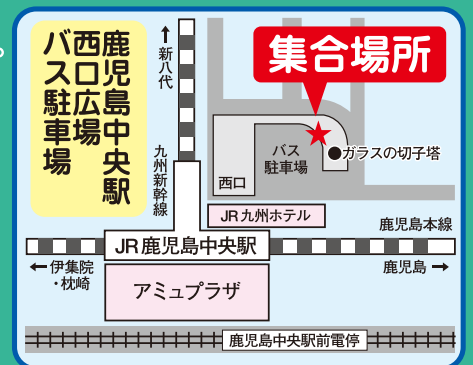 鹿児島中央駅
西口広場
バス駐車場
集合場所
↑新八代
九州新幹線
バス
駐車場
ガラスの切子塔
西口
JR九州ホテル
鹿児島本線
JR鹿児島中央駅
←伊集院
・枕崎
鹿児島→
アミュプラザ
鹿児島中央駅前電停